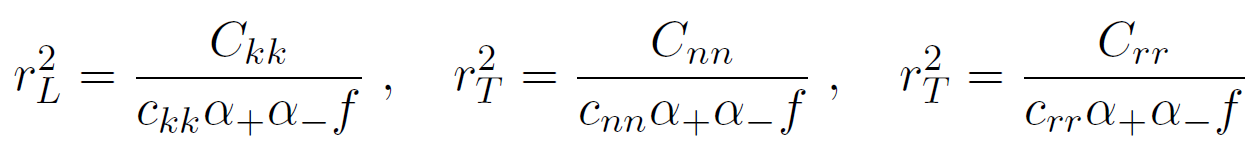 r_L^2 = \frac{C_{kk}}{c_{kk}\alpha_+\alpha_- f} , \quad r_T^2 = \frac{C_{nn}}{c_{nn}\alpha_+\alpha_- f} , \quad r_T^2 = \frac{C_{rr}}{c_{rr}\alpha_+\alpha_- f}